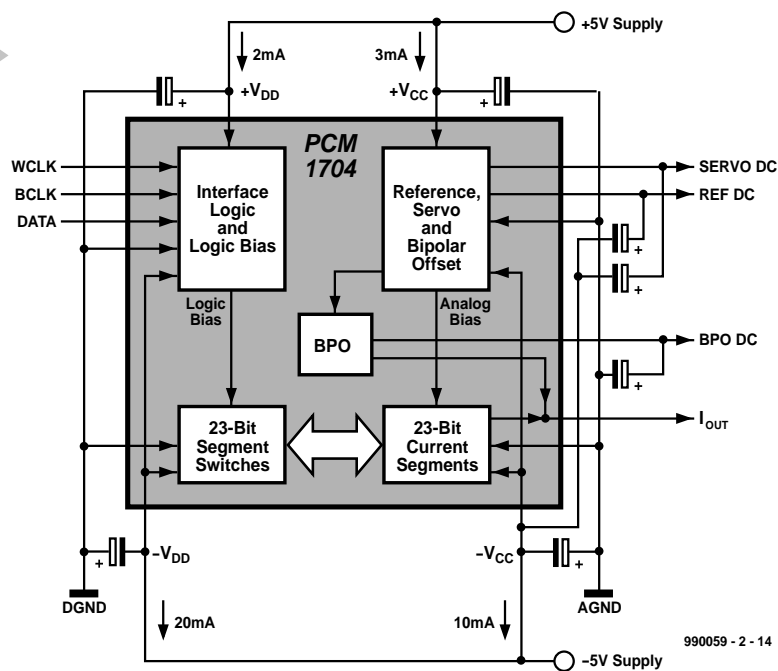 +5V Supply
2mA
3mA
+VDD
+VCC
+
+
PCM
1704
WCLK
BCLK
DATA
Interface
Logic
and
Logic Bias
Reference,
Servo
and
Bipolar
Offset
SERVO DC
REF DC
+
+
Logic
Bias
Analog
Bias
BPO
BPO DC
+
23-Bit
Segment
Switches
23-Bit
Current
Segments
IOUT
+
–VDD
–VCC
+
DGND
AGND
20mA
10mA
–5V Supply
990059 - 2 - 14